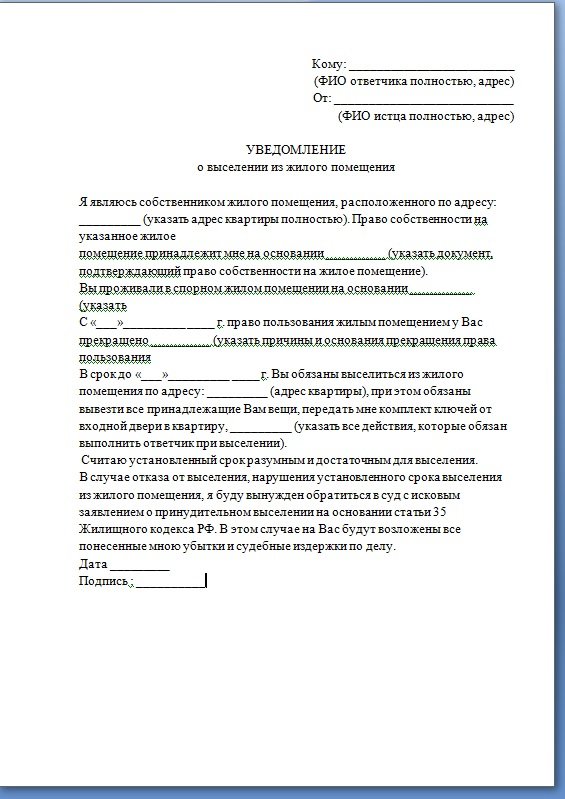 Кому: _________________________
(ФИО ответчика полностью, адрес)
От: ___________________________
(ФИО истца полностью, адрес)
УВЕДОМЛЕНИЕ
о выселении из жилого помещения
Я являюсь собственником жилого помещения, расположенного по адресу:
_________ (указать адрес квартиры полностью). Право собственности на
указанное жилое
помещение принадлежит мне на основании _________ (указать документ,
подтверждающий право собственности на жилое помещение).
Вы проживали в спорном жилом помещении на основании _________
(указать
С «___»_________ ____ г. право пользования жилым помещением у Вас
прекращено _________ (указать причины и основания прекращения права
пользования
В срок до «___»_________ ____ г. Вы обязаны выселиться из жилого
помещения по адресу: _________ (адрес квартиры), при этом обязаны
вывезти все принадлежащие Вам вещи, передать мне комплект ключей от
входной двери в квартиру, _________ (указать все действия, которые обязан
выполнить ответчик при выселении).
Считаю установленный срок разумным и достаточным для выселения.
В случае отказа от выселения, нарушения установленного срока выселения
из жилого помещения, я буду вынужден обратиться в суд с исковым
заявлением о принудительном выселении на основании статьи 35
Жилищного кодекса РФ. В этом случае на Вас будут возложены все
понесенные мною убытки и судебные издержки по делу.
Дата _________
Подпись ; __________